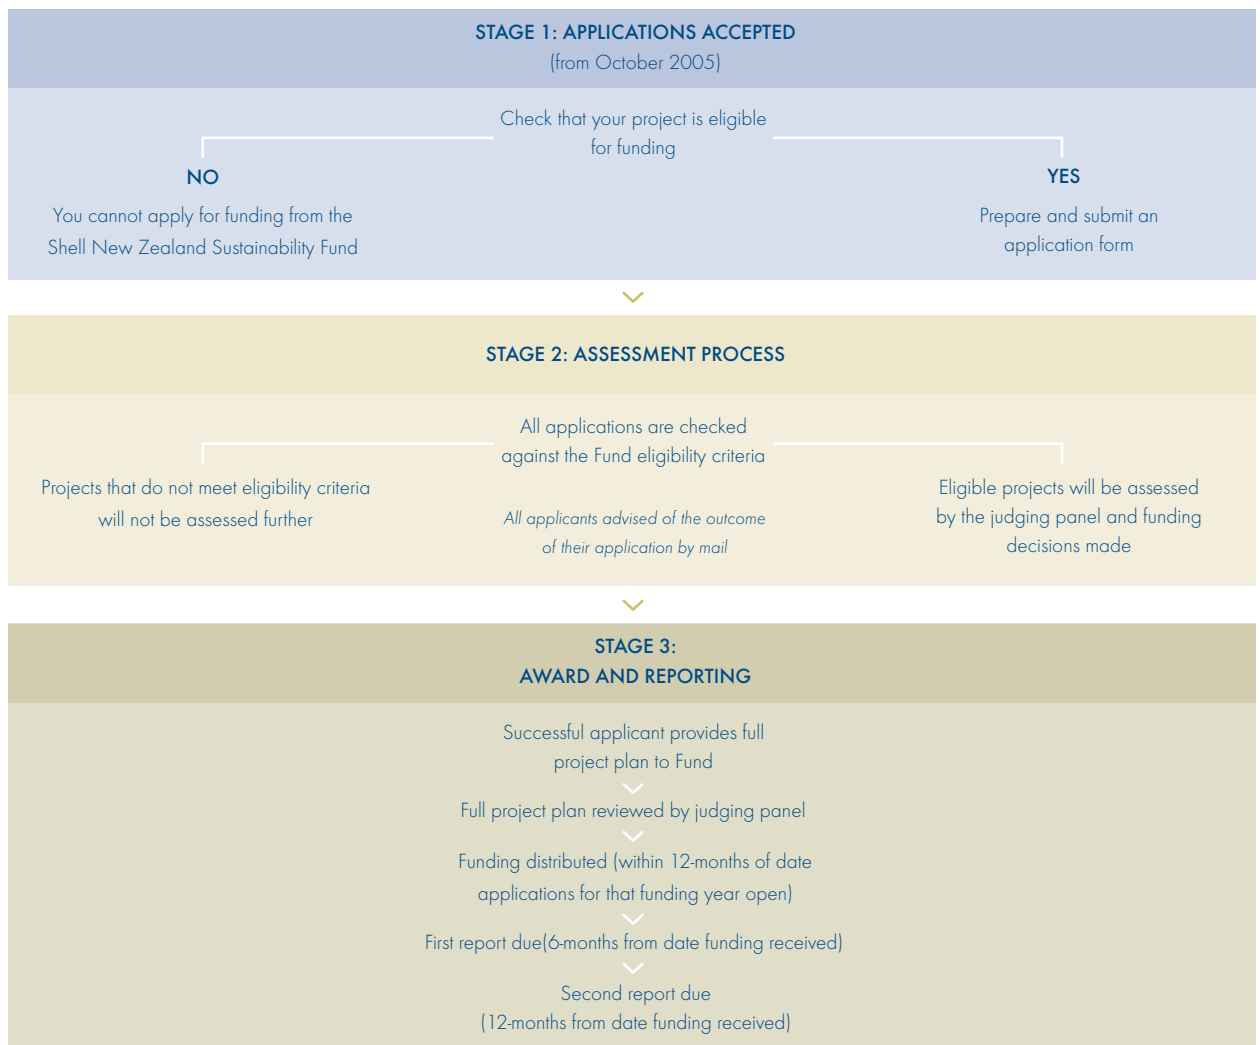 STAGE 1: APPLICATIONS ACCEPTED
(from October 2005)
Check that your project is eligible
for funding
NO
You cannot apply for funding from the
Shell New Zealand Sustainability Fund
YES
Prepare and submit an
application form
STAGE 2: ASSESSMENT PROCESS
All applications are checked
against the Fund eligibility criteria
Projects that do not meet eligibility criteria
will not be assessed further
All applicants advised of the outcome
of their application by mail
Eligible projects will be assessed
by the judging panel and funding
decisions made
STAGE 3:
AWARD AND REPORTING
Successful applicant provides full
project plan to Fund
Full project plan reviewed by judging panel
Funding distributed (within 12-months of date
applications for that funding year open)
First report due(6-months from date funding received)
Second report due
(12-months from date funding received)